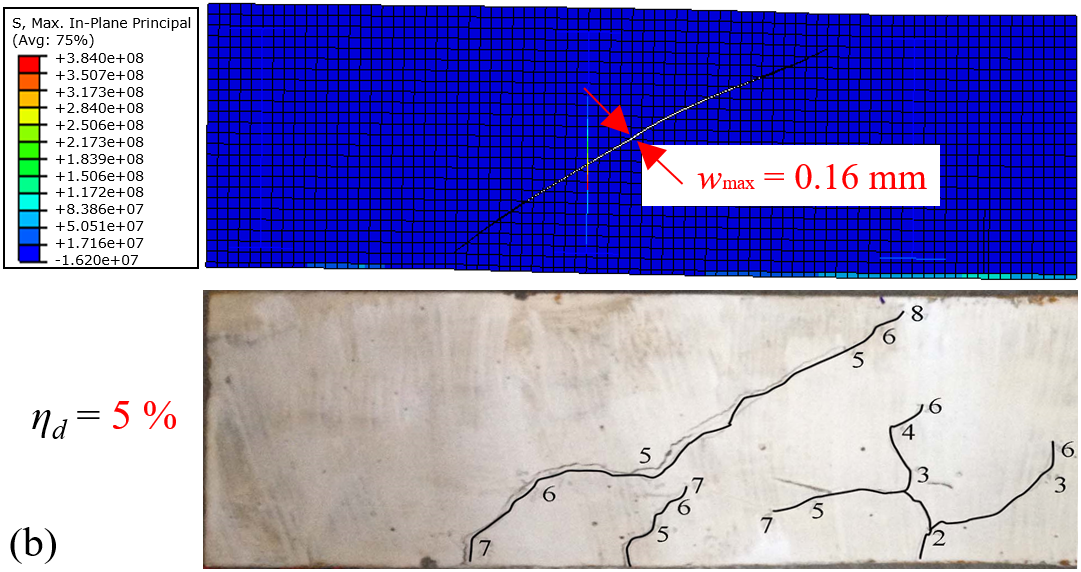 S, Max. In-Plane Principal
(Avg: 75%)
+3.840e+08
+3.507e+08
+3.173e+08
+2.840e+08
+2.506e+08
+2.173e+08
+1.839e+08
+1.506e+08
+1.172e+08
+8.386e+07
+5.051e+07
+1.716e+07
-1.620e+07
wmax = 0.16 mm
8
6
5
6
4
5
6
3
3
6
7
6
5
7
5
7
2
7
ηd = 5 %
(b)